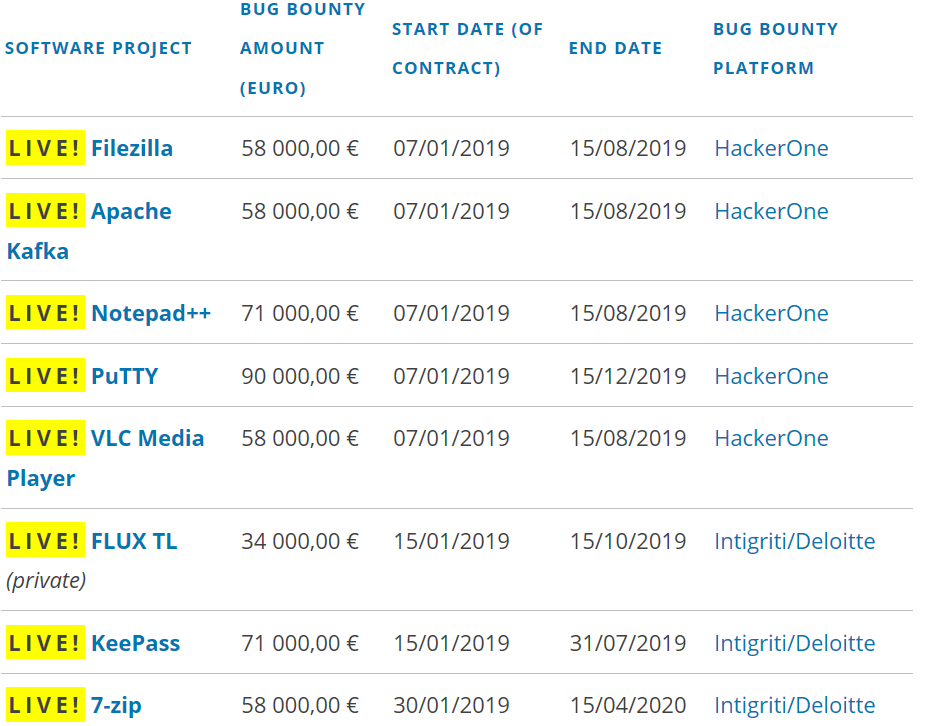 SOFTWARE PROJECT BUG BOUNTY AMOUNT (EURO) START DATE (OF CONTRACT) END DATE BUG BOUNTY PLATFORM
LIVE! Filezilla 58 000,00 € 07/01/2019 15/08/2019 HackerOne
LIVE! Apache 58 000,00 € 07/01/2019 15/08/2019 HackerOne
Kafka
LIVE! Notepad++ 71 000,00 € 07/01/2019 15/08/2019 HackerOne
LIVE! PuTTY 90 000,00 € 07/01/2019 15/12/2019 HackerOne
LIVE! VLC Media 58 000,00 € 07/01/2019 15/08/2019 HackerOne
Player
LIVE! FLUX TL 34 000,00 € 15/01/2019 15/10/2019 Intigriti/Deloitte
(private)
LIVE! KeePass 71 000,00 € 15/01/2019 31/07/2019 Intigriti/Deloitte
LIVE! 7-zip 58 000,00 € 30/01/2019 15/04/2020 Intigriti/Deloitte